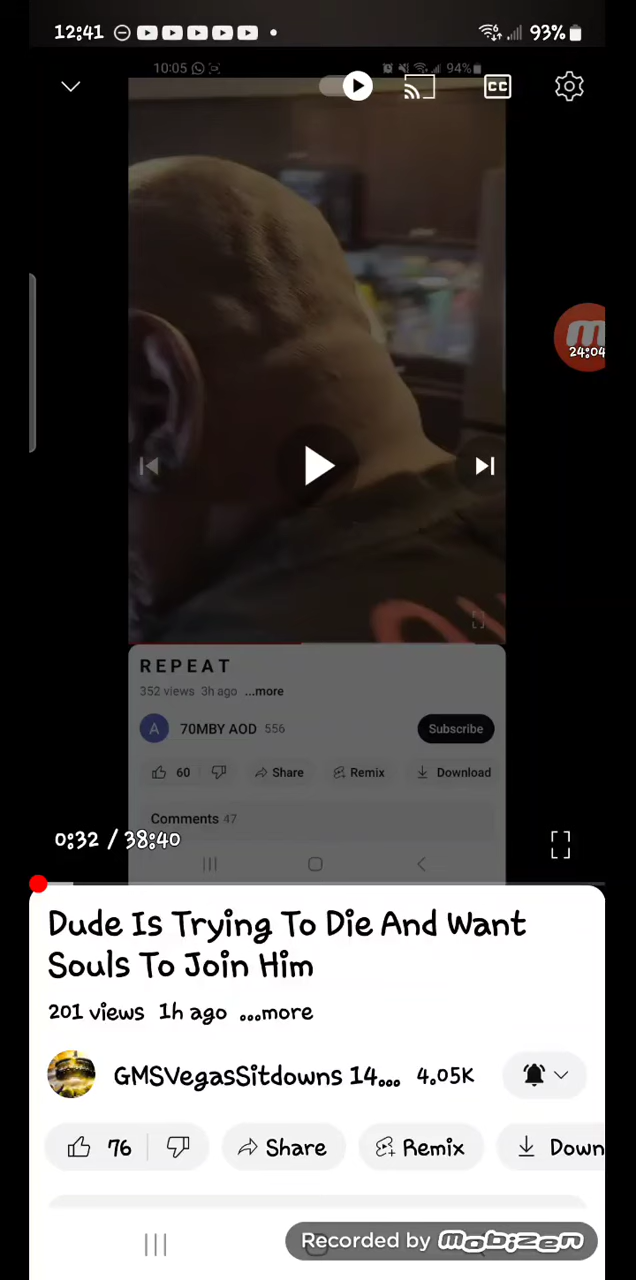 12:41 93%
10:05 94%
CC
24:04
REPEAT
352 views 3h ago ...more
A 70MBY AOD 556 Subscribe
60 Share Remix Download
Comments 47
0:32 / 38:40
Dude Is Trying To Die And Want
Souls To Join Him
201 views 1h ago ...more
GMSVegasSitdowns 14... 4.05K
76 Share Remix Down
Recorded by mobizen